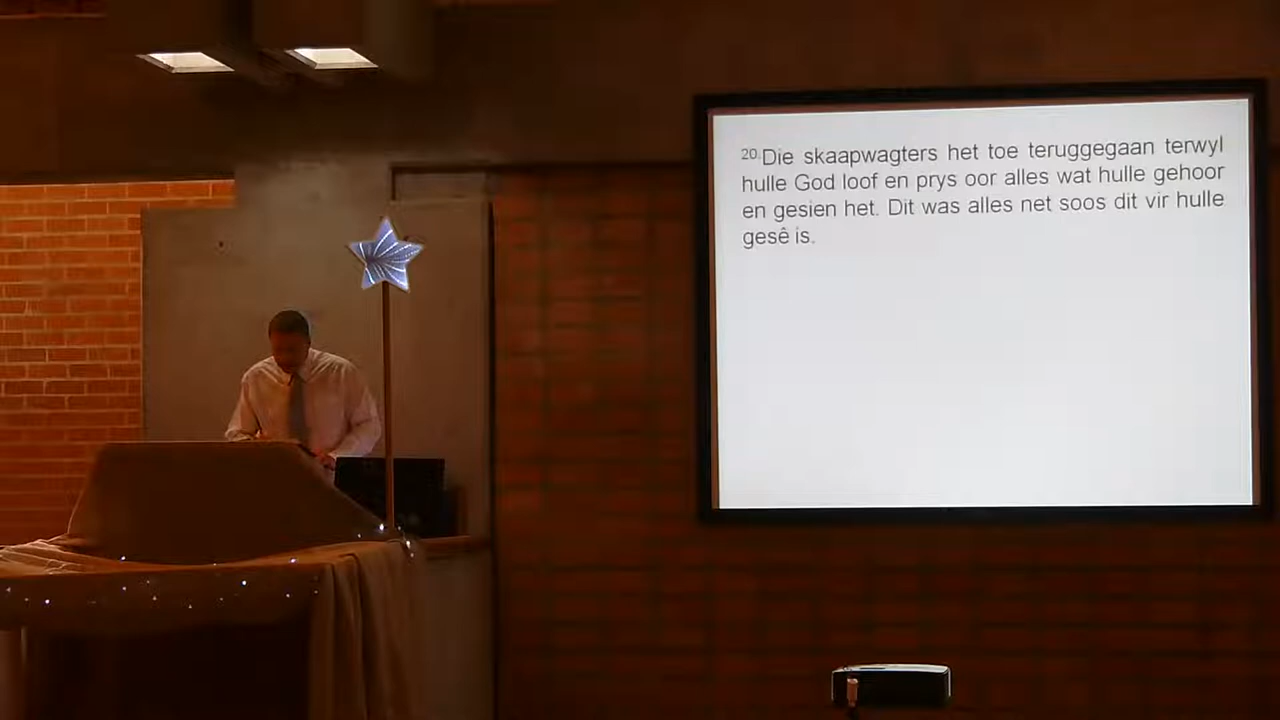 20.Die skaapwagters het toe teruggegaan terwyl
hulle God loof en prys oor alles wat hulle gehoor
en gesien het. Dit was alles net soos dit vir hulle
gesê is.